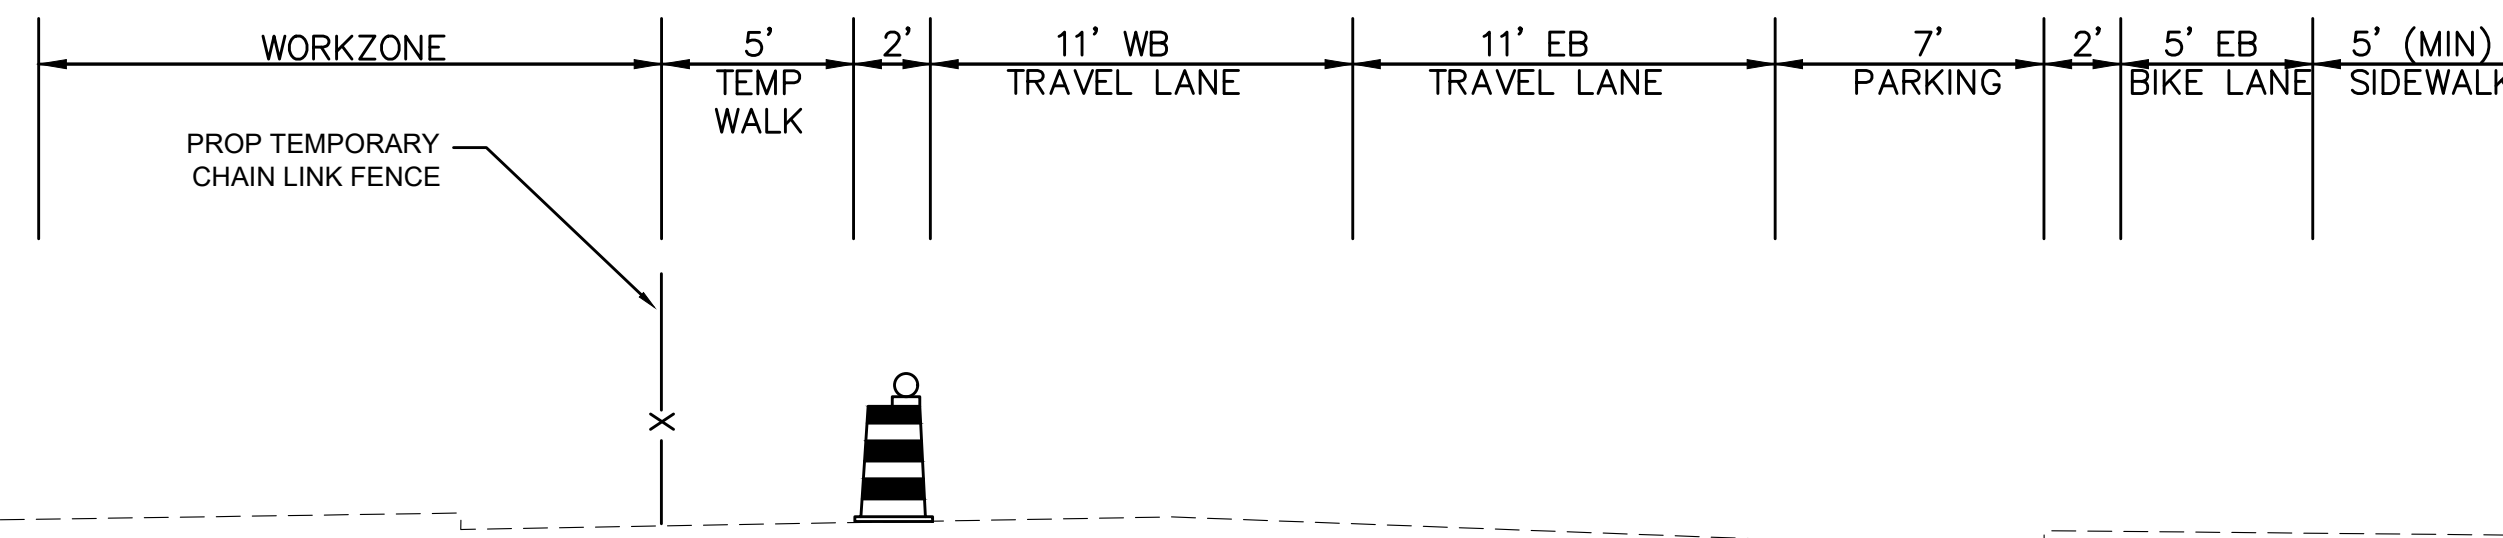 WORKZONE
5'
TEMP
WALK
2'
11' WB
TRAVEL LANE
11' EB
TRAVEL LANE
7'
PARKING
2'
5' EB
BIKE LANE
5' (MIN)
SIDEWALK
PROP TEMPORARY
CHAIN LINK FENCE